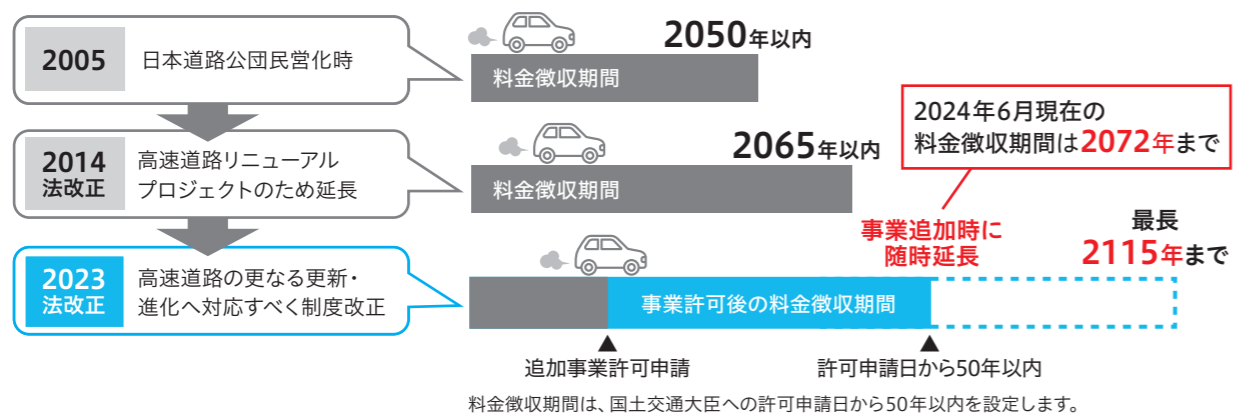 2005
日本道路公団民営化時
2050年以内
料金徴収期間
2014
法改正
高速道路リニューアル
プロジェクトのため延長
2065年以内
料金徴収期間
2024年6月現在の
料金徴収期間は2072年まで
2023
法改正
高速道路の更なる更新・
進化へ対応すべく制度改正
事業追加時に
随時延長
最長
2115年まで
事業許可後の料金徴収期間
▲
追加事業許可申請
▲
許可申請日から50年以内
料金徴収期間は、国土交通大臣への許可申請日から50年以内を設定します。